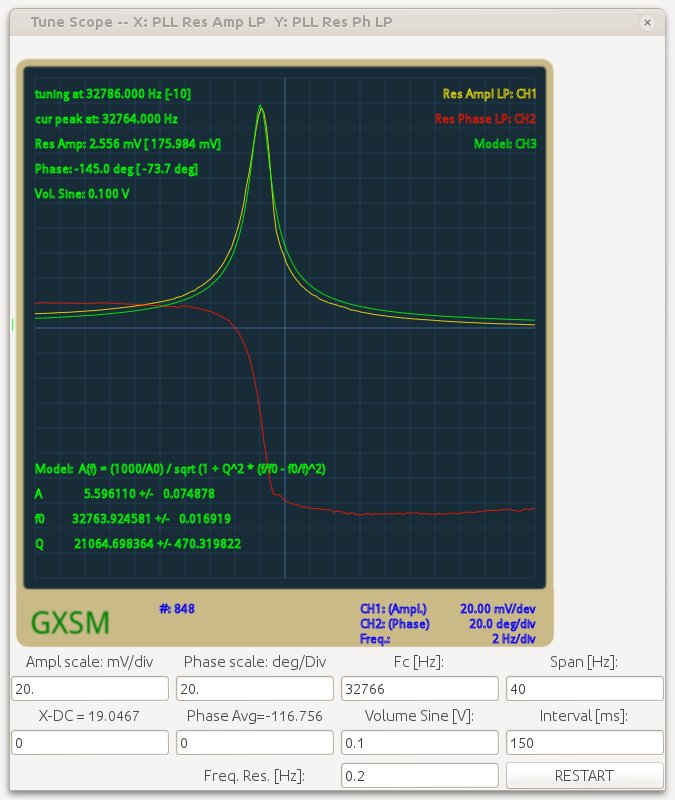 Tune Scope -- X: PLL Res Amp LP  Y: PLL Res Ph LP
tuning at 32786.000 Hz [-10]
Res Ampl LP: CH1
cur peak at: 32764.000 Hz
Res Phase LP: CH2
Res Amp: 2.556 mV [ 175.984 mV]
Model: CH3
Phase: -145.0 deg [ -73.7 deg]
Vol. Sine: 0.100 V
Model:  A(f) = (1000/A0) / sqrt (1 + Q^2 * (f/f0 - f0/f)^2)
A 5.596110 +/- 0.074878
f0 32763.924581 +/- 0.016919
Q 21064.698364 +/- 470.319822
GXSM
#: 848
CH1: (Ampl.) 20.00 mV/dev
CH2: (Phase) 20.0 deg/div
Freq.: 2 Hz/div
Ampl scale: mV/div Phase scale: deg/Div Fc [Hz]: Span [Hz]:
20. 20. 32766 40
X-DC = 19.0467 Phase Avg=-116.756 Volume Sine [V]: Interval [ms]:
0 0 0.1 150
Freq. Res. [Hz]: 0.2 RESTART